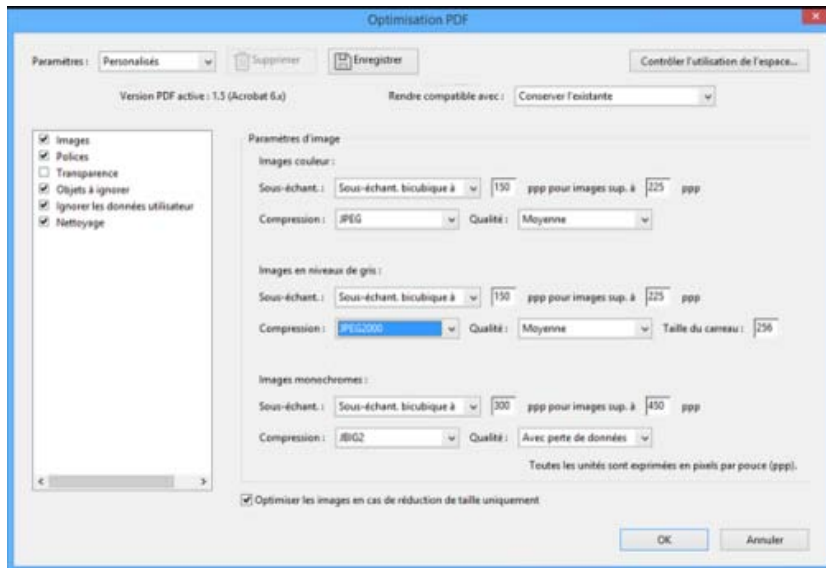 Optimisation PDF
Paramètres : Personalisés Supprimer Enregistrer Contrôler l'utilisation de l'espace...
Version PDF active : 1.5 (Acrobat 6.x) Rendre compatible avec : Conserver l'existante
Images
Polices
Transparence
Objets à ignorer
Ignorer les données utilisateur
Nettoyage
Paramètres d'image
Images couleur :
Sous-échant. : Sous-échant. bicubique à 150 ppp pour images sup. à 225 ppp
Compression : JPEG Qualité : Moyenne
Images en niveaux de gris :
Sous-échant. : Sous-échant. bicubique à 150 ppp pour images sup. à 225 ppp
Compression : JPEG2000 Qualité : Moyenne Taille du carreau : 256
Images monochromes :
Sous-échant. : Sous-échant. bicubique à 300 ppp pour images sup. à 450 ppp
Compression : JBIG2 Qualité : Avec perte de données
Toutes les unités sont exprimées en pixels par pouce (ppp).
Optimiser les images en cas de réduction de taille uniquement
OK Annuler